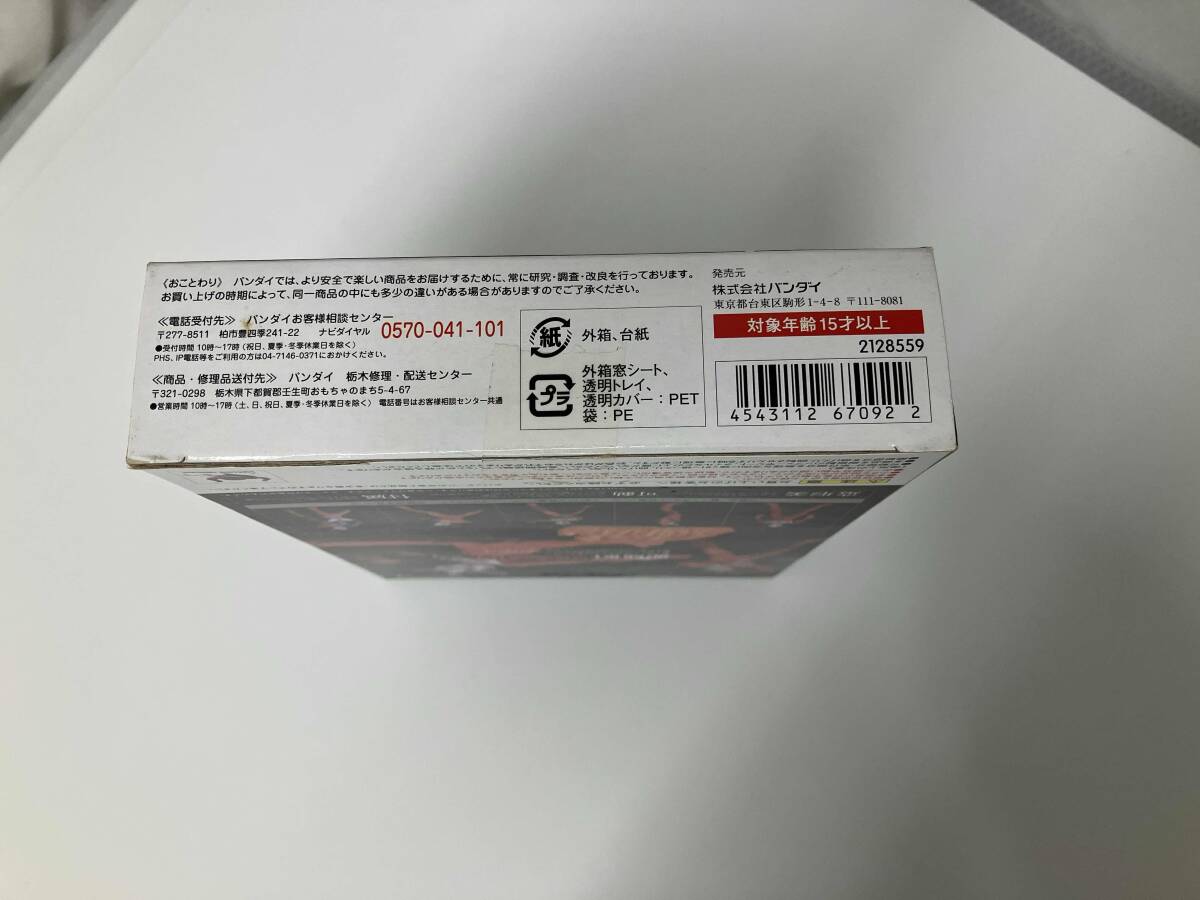 《おことわり》 バンダイでは、より安全で楽しい商品をお届けするために、常に研究・調査・改良を行っております。
お買い上げの時期によって、同一商品の中にも多少の違いがある場合がありますのでご了承ください。
≪電話受付先≫ バンダイお客様相談センター
〒277-8511 柏市豊四季241-22 ナビダイヤル 0570-041-101
●受付時間 10時〜17時 (祝日、夏季・冬季休業日を除く)
PHS、IP電話等をご利用の方は04-7146-0371におかけください。
≪商品・修理品送付先≫ バンダイ 栃木修理・配送センター
〒321-0298 栃木県下都賀郡壬生町おもちゃのまち5-4-67
●営業時間 10時〜17時 (土、日、祝日、夏季・冬季休業日を除く) 電話番号はお客様相談センター共通
紙 外箱、台紙
プラ 外箱窓シート、
透明トレイ、
透明カバー：PET
袋：PE
発売元
株式会社バンダイ
東京都台東区駒形1-4-8 〒111-8081
対象年齢15才以上
2128559
4543112 67092 2